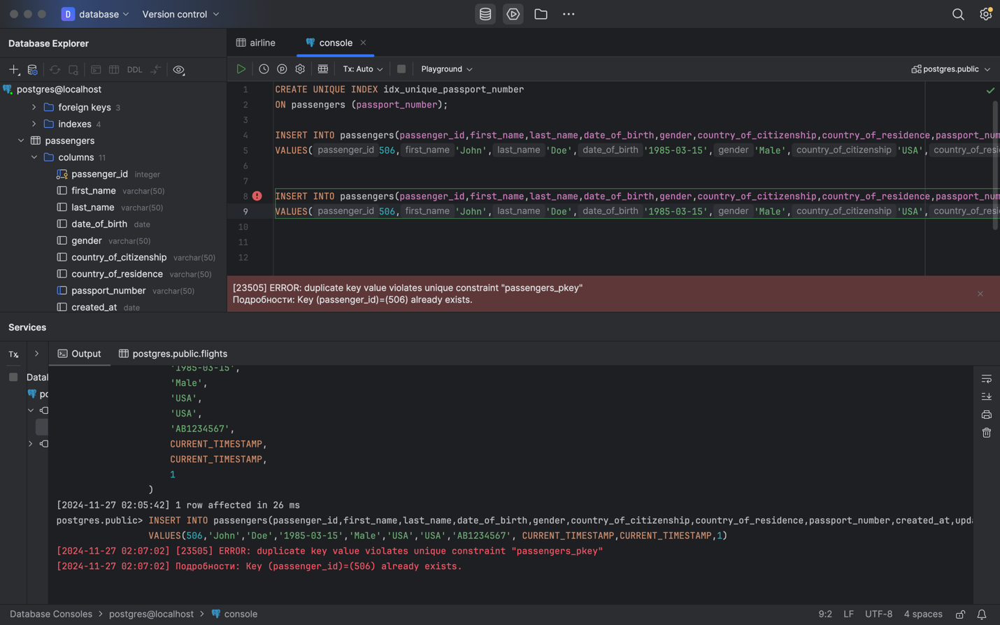 D database Version control
Database Explorer
airline
console
DDL
Tx: Auto
Playground
postgres.public
postgres@localhost
foreign keys 3
indexes 4
passengers
columns 11
passenger_id integer
first_name varchar(50)
last_name varchar(50)
date_of_birth date
gender varchar(50)
country_of_citizenship varchar(50)
country_of_residence varchar(50)
passport_number varchar(50)
created_at date
1 CREATE UNIQUE INDEX idx_unique_passport_number
2 ON passengers (passport_number);
3
4 INSERT INTO passengers(passenger_id,first_name,last_name,date_of_birth,gender,country_of_citizenship,country_of_residence,passport_num
5 VALUES( passenger_id 506, first_name 'John', last_name 'Doe', date_of_birth '1985-03-15', gender 'Male', country_of_citizenship 'USA', country_of_resi
6
7
8 INSERT INTO passengers(passenger_id,first_name,last_name,date_of_birth,gender,country_of_citizenship,country_of_residence,passport_num
9 VALUES( passenger_id 506, first_name 'John', last_name 'Doe', date_of_birth '1985-03-15', gender 'Male', country_of_citizenship 'USA', country_of_resi
10
11
12
[23505] ERROR: duplicate key value violates unique constraint "passengers_pkey"
Подробности: Key (passenger_id)=(506) already exists.
Services
Tx
Output
postgres.public.flights
Datal
po
'1985-03-15',
'Male',
'USA',
'USA',
'AB1234567',
CURRENT_TIMESTAMP,
CURRENT_TIMESTAMP,
1
)
[2024-11-27 02:05:42] 1 row affected in 26 ms
postgres.public> INSERT INTO passengers(passenger_id,first_name,last_name,date_of_birth,gender,country_of_citizenship,country_of_residence,passport_number,created_at,upda
VALUES(506,'John','Doe','1985-03-15','Male','USA','USA','AB1234567', CURRENT_TIMESTAMP,CURRENT_TIMESTAMP,1)
[2024-11-27 02:07:02] [23505] ERROR: duplicate key value violates unique constraint "passengers_pkey"
[2024-11-27 02:07:02] Подробности: Key (passenger_id)=(506) already exists.
Database Consoles > postgres@localhost > console
9:2 LF UTF-8 4 spaces